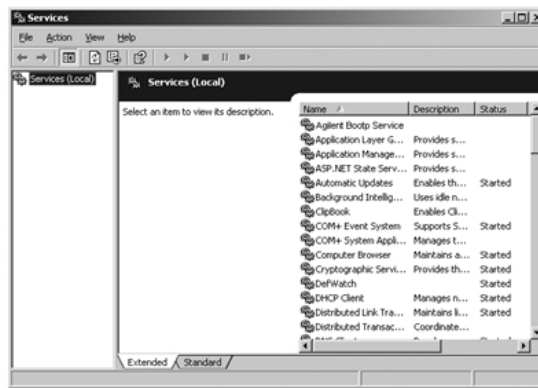 Services
File Action View Help
Services (Local)
Services (Local)
Select an item to view its description.
Name Description Status
Agilent Bootp Service
Application Layer G... Provides s...
Application Manage... Provides s...
ASP.NET State Serv... Provides s...
Automatic Updates Enables th... Started
Background Intellig... Uses idle n...
ClipBook Enables Cli...
COM+ Event System Supports S... Started
COM+ System Appli... Manages t...
Computer Browser Maintains a... Started
Cryptographic Servi... Provides th... Started
DefWatch Started
DHCP Client Manages n... Started
Distributed Link Tra... Maintains li... Started
Distributed Transac... Coordinate...
Extended Standard